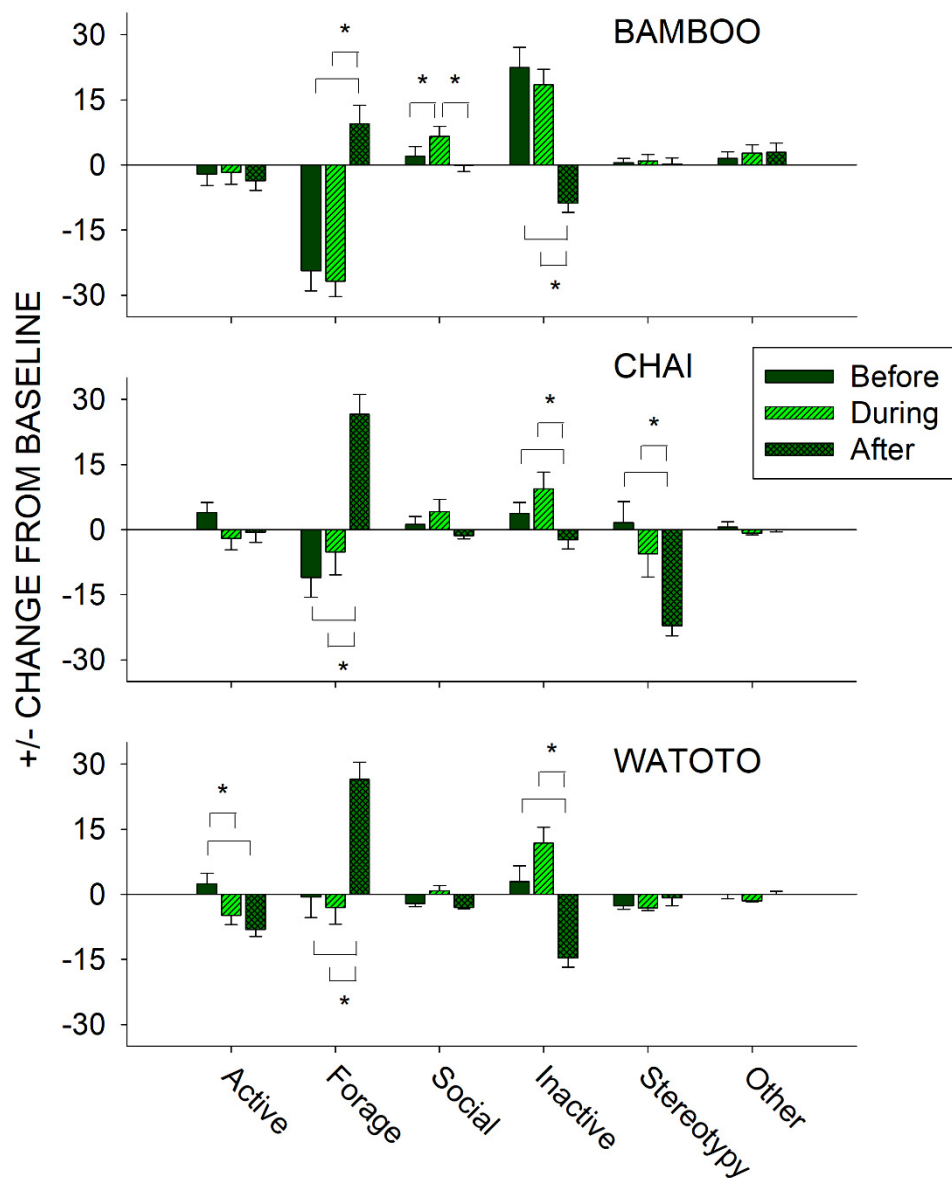 +/- CHANGE FROM BASELINE
BAMBOO
30
15
0
-15
-30
*
*
*
*
CHAI
Before
During
After
30
15
0
-15
-30
*
*
*
WATOTO
30
15
0
-15
-30
*
*
*
Active
Forage
Social
Inactive
Stereotypy
Other